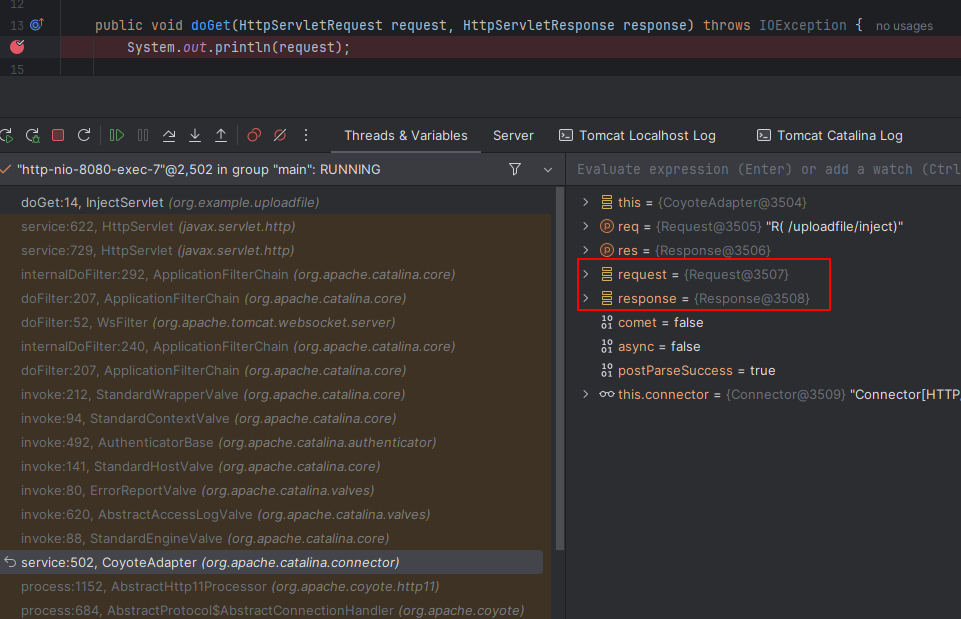 12
13 public void doGet(HttpServletRequest request, HttpServletResponse response) throws IOException { no usages
System.out.println(request);
15
Threads & Variables Server Tomcat Localhost Log Tomcat Catalina Log
"http-nio-8080-exec-7"@2,502 in group "main": RUNNING
Evaluate expression (Enter) or add a watch (Ctrl
doGet:14, InjectServlet (org.example.uploadfile)
service:622, HttpServlet (javax.servlet.http)
service:729, HttpServlet (javax.servlet.http)
internalDoFilter:292, ApplicationFilterChain (org.apache.catalina.core)
doFilter:207, ApplicationFilterChain (org.apache.catalina.core)
doFilter:52, WsFilter (org.apache.tomcat.websocket.server)
internalDoFilter:240, ApplicationFilterChain (org.apache.catalina.core)
doFilter:207, ApplicationFilterChain (org.apache.catalina.core)
invoke:212, StandardWrapperValve (org.apache.catalina.core)
invoke:94, StandardContextValve (org.apache.catalina.core)
invoke:492, AuthenticatorBase (org.apache.catalina.authenticator)
invoke:141, StandardHostValve (org.apache.catalina.core)
invoke:80, ErrorReportValve (org.apache.catalina.valves)
invoke:620, AbstractAccessLogValve (org.apache.catalina.valves)
invoke:88, StandardEngineValve (org.apache.catalina.core)
service:502, CoyoteAdapter (org.apache.catalina.connector)
process:1152, AbstractHttp11Processor (org.apache.coyote.http11)
process:684, AbstractProtocol$AbstractConnectionHandler (org.apache.coyote)
this = {CoyoteAdapter@3504}
req = {Request@3505} "R( /uploadfile/inject)"
res = {Response@3506}
request = {Request@3507}
response = {Response@3508}
comet = false
async = false
postParseSuccess = true
this.connector = {Connector@3509} "Connector[HTTP